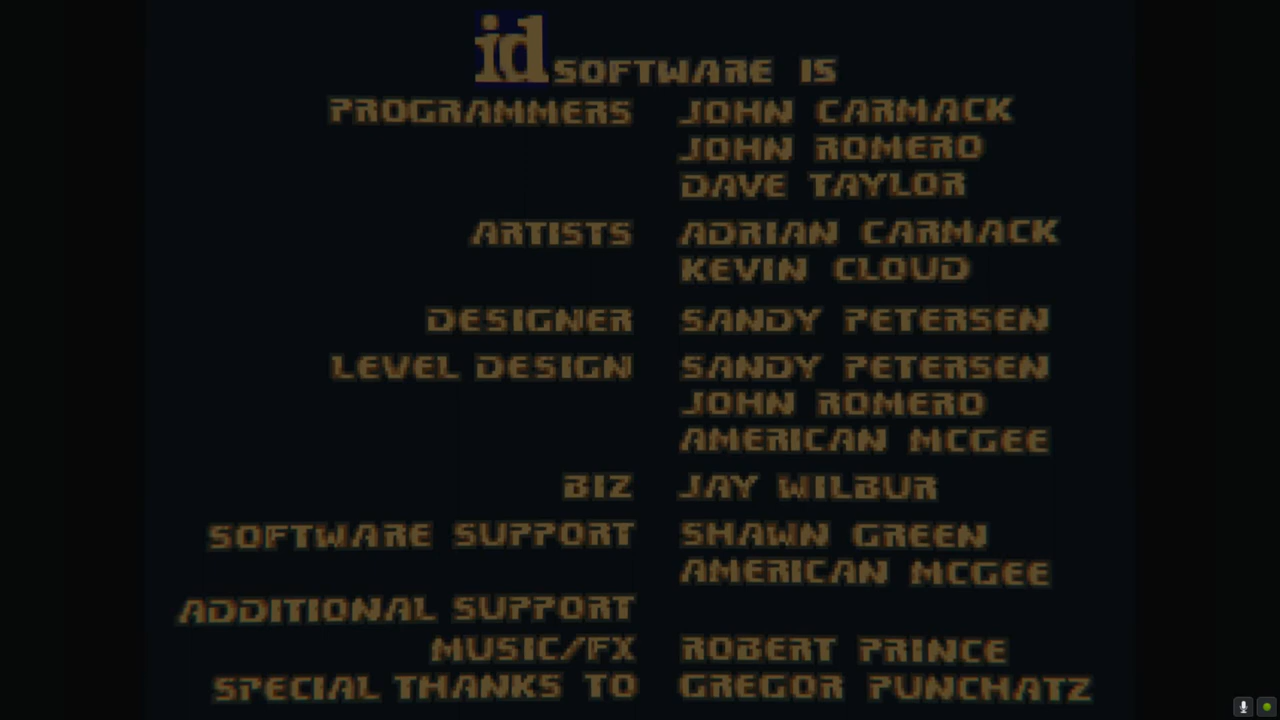 id SOFTWARE IS
PROGRAMMERS JOHN CARMACK
JOHN ROMERO
DAVE TAYLOR
ARTISTS ADRIAN CARMACK
KEVIN CLOUD
DESIGNER SANDY PETERSEN
LEVEL DESIGN SANDY PETERSEN
JOHN ROMERO
AMERICAN MCGEE
BIZ JAY WILBUR
SOFTWARE SUPPORT SHAWN GREEN
AMERICAN MCGEE
ADDITIONAL SUPPORT
MUSIC/FX ROBERT PRINCE
SPECIAL THANKS TO GREGOR PUNCHATZ